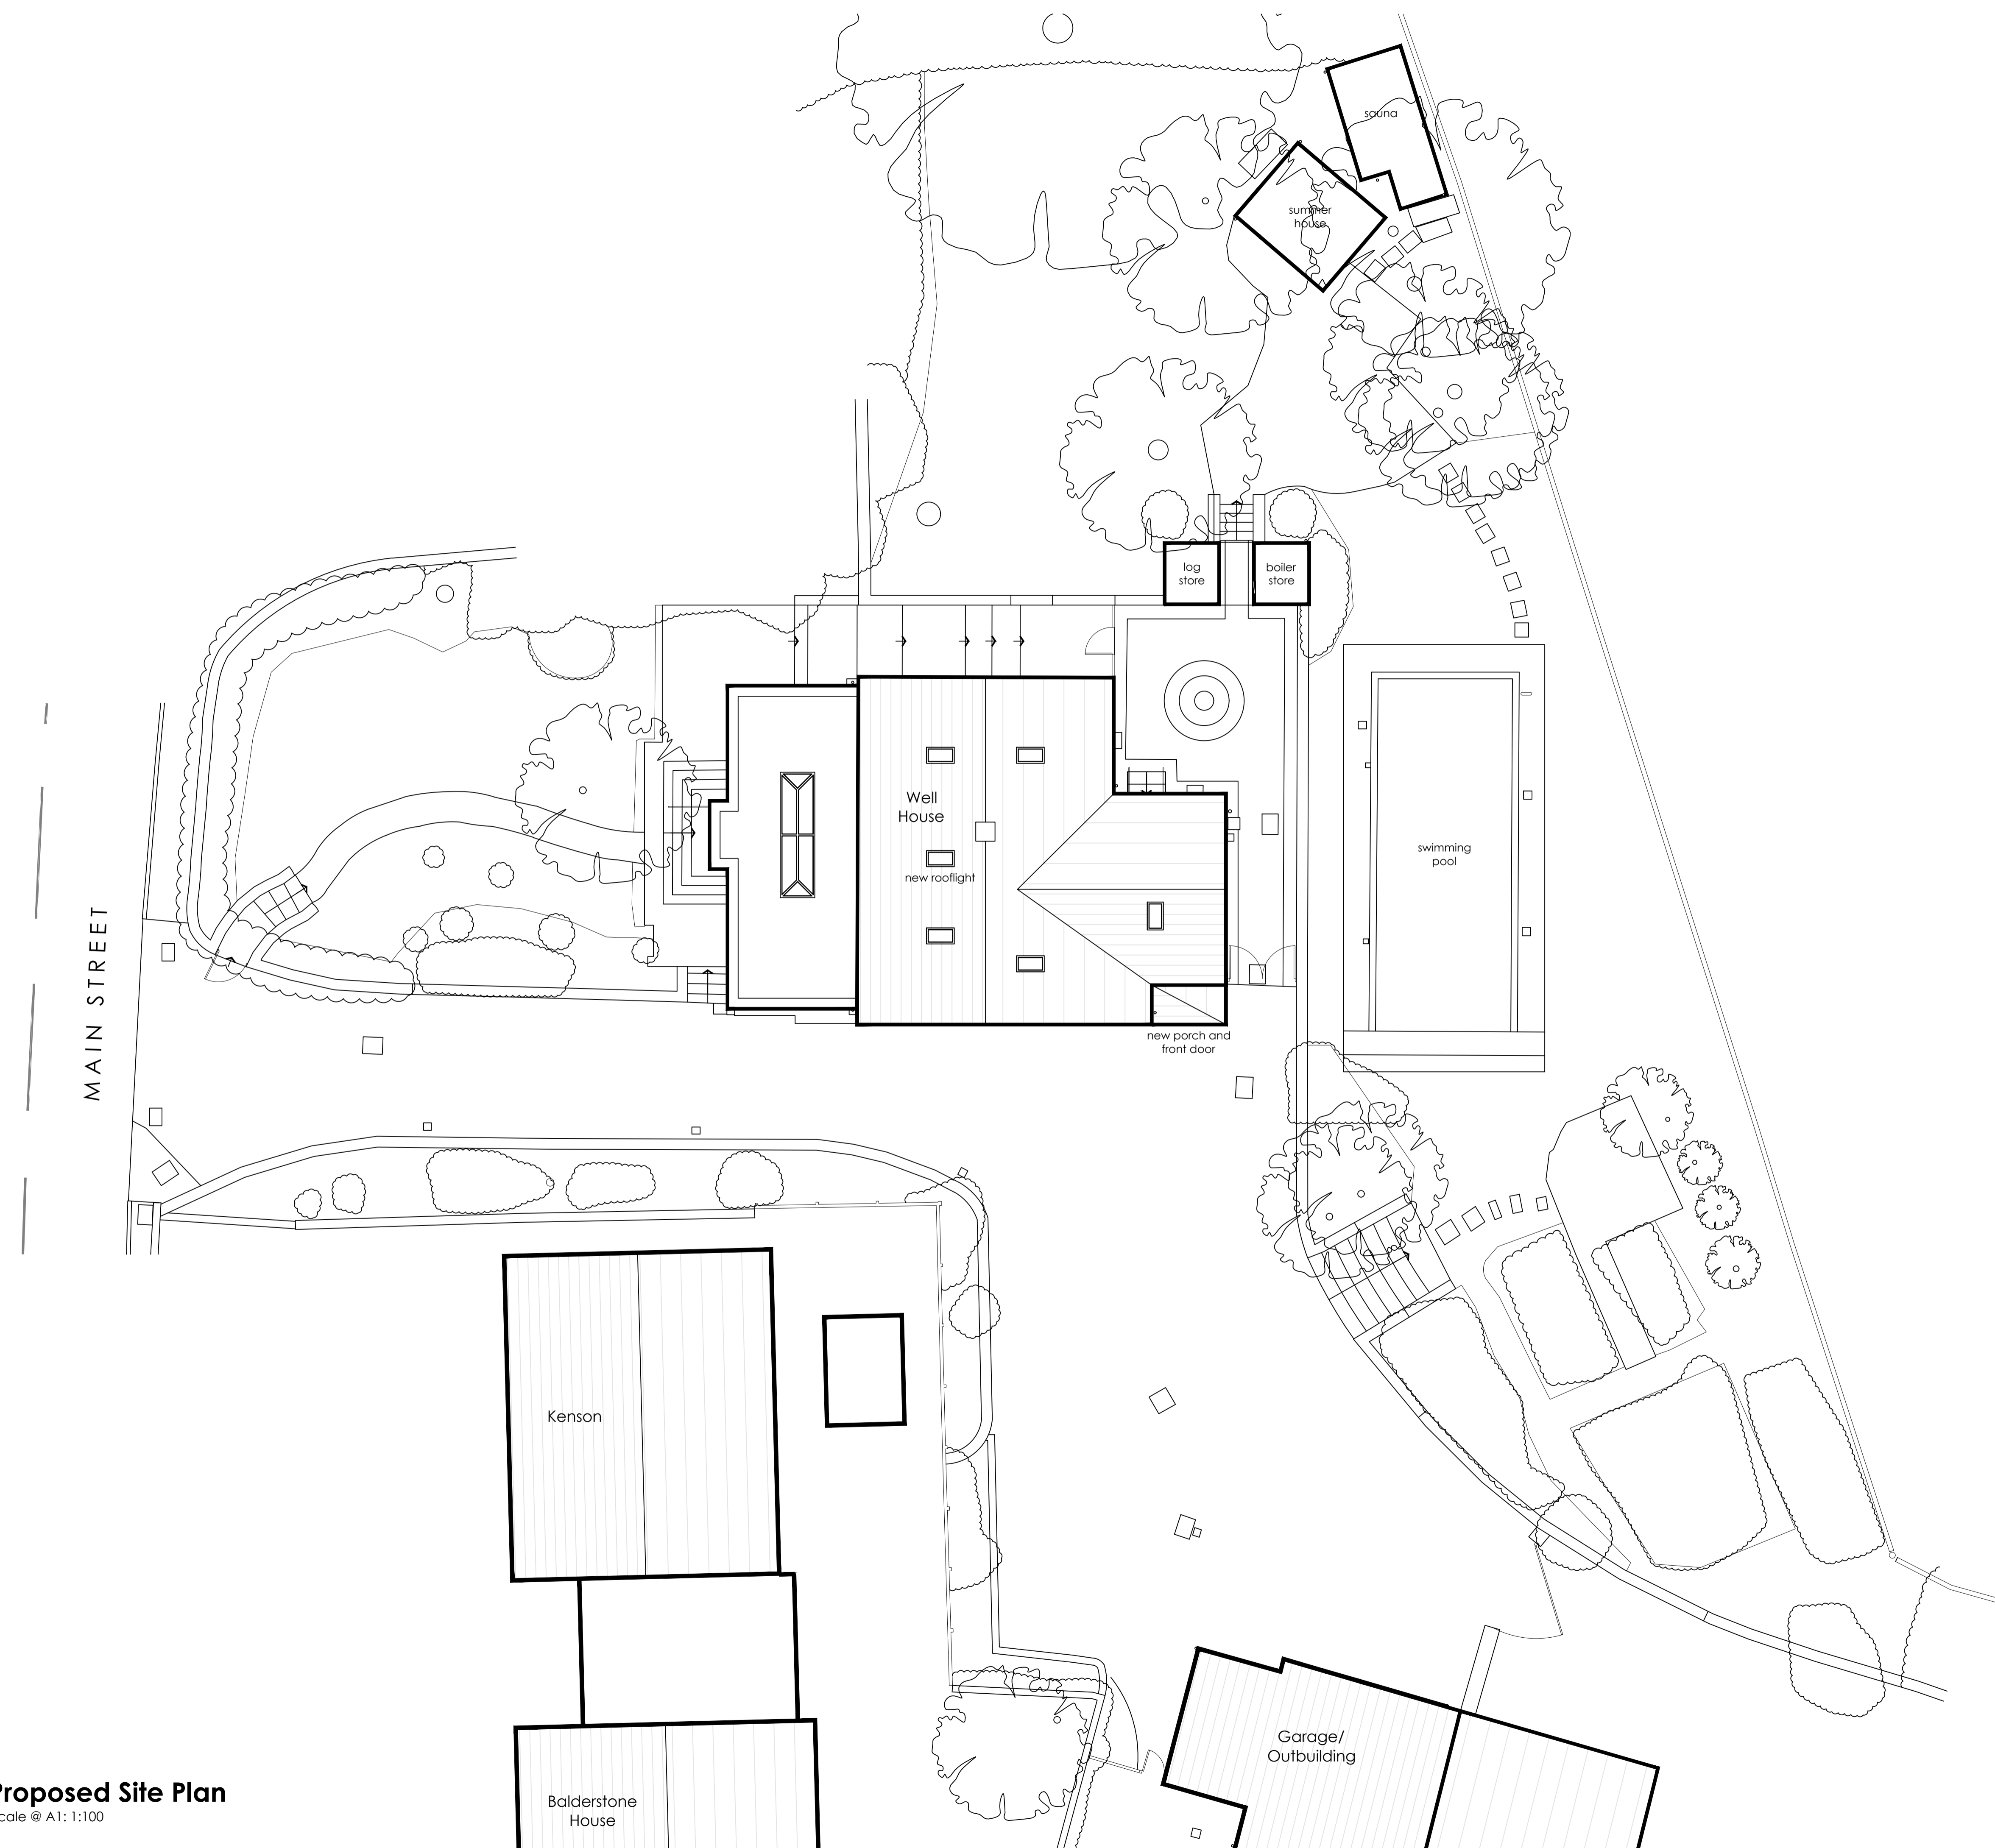 sauna
summer
house
log
store
boiler
store
Well
House
new rooflight
swimming
pool
MAIN STREET
new porch and
front door
Kenson
Garage/
Outbuilding
Balderstone
House
Proposed Site Plan
cale @ A1: 1:100